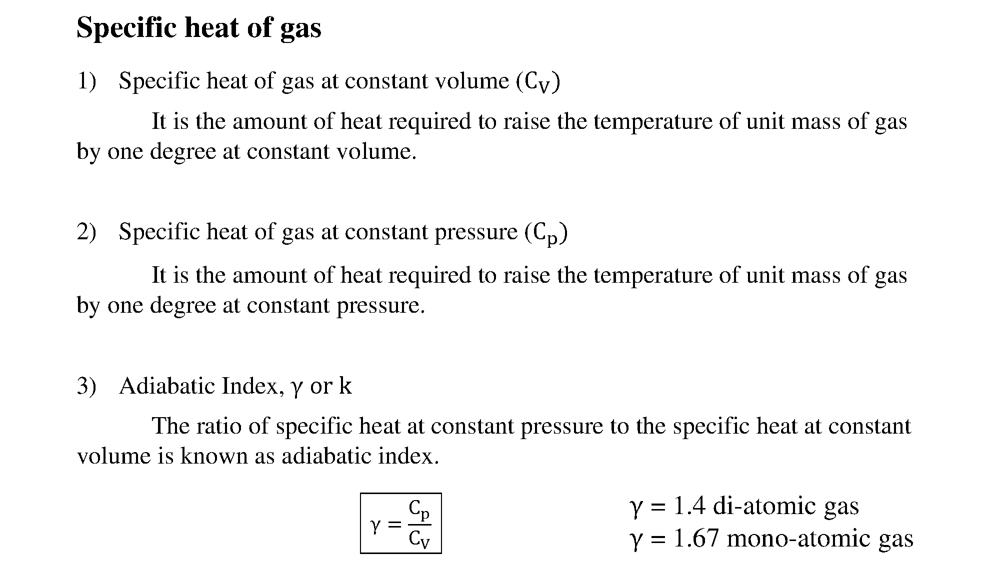 Specific heat of gas
1) Specific heat of gas at constant volume (C_V)
It is the amount of heat required to raise the temperature of unit mass of gas
by one degree at constant volume.
2) Specific heat of gas at constant pressure (C_p)
It is the amount of heat required to raise the temperature of unit mass of gas
by one degree at constant pressure.
3) Adiabatic Index, γ or k
The ratio of specific heat at constant pressure to the specific heat at constant
volume is known as adiabatic index.
γ = C_p / C_V
γ = 1.4 di-atomic gas
γ = 1.67 mono-atomic gas